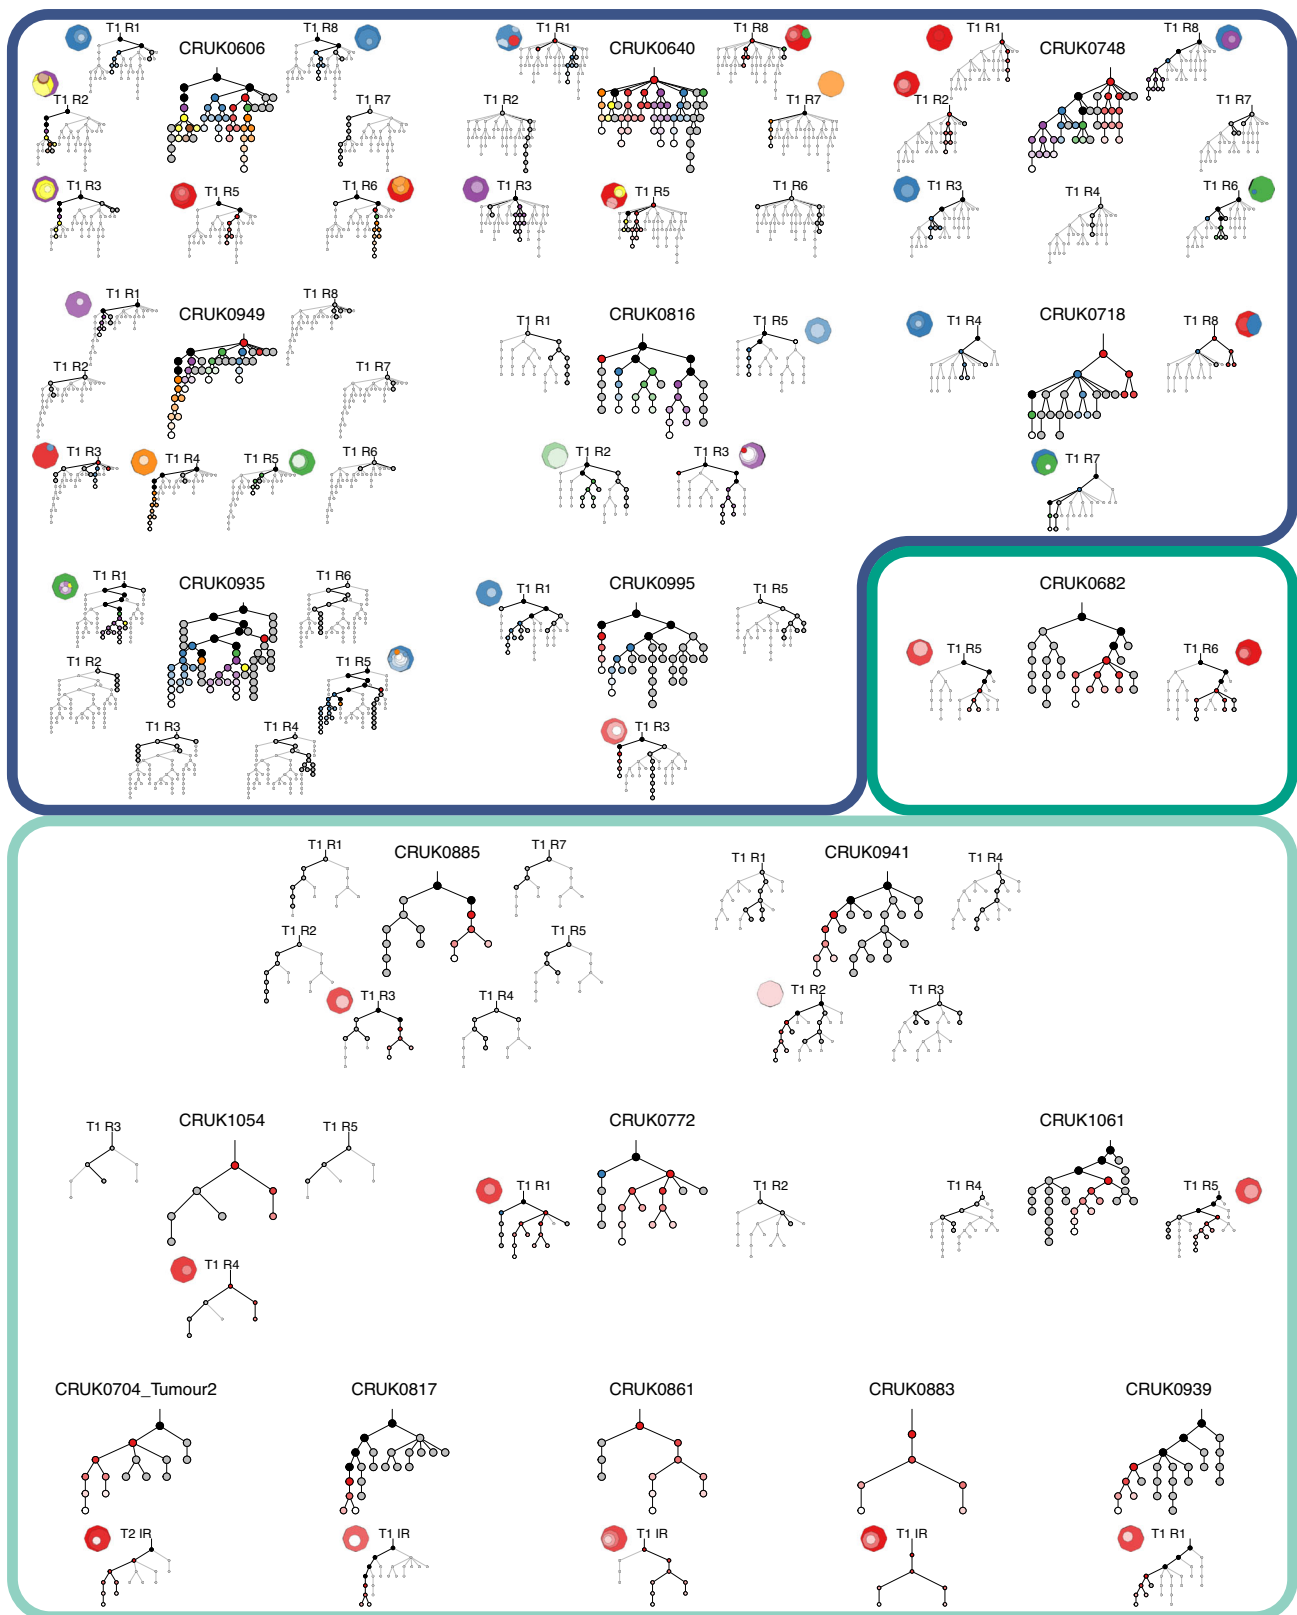 T1 R1
T1 R8
CRUK0606
T1 R2
T1 R7
T1 R3
T1 R5
T1 R6
T1 R1
T1 R8
CRUK0640
T1 R2
T1 R7
T1 R3
T1 R5
T1 R6
T1 R1
T1 R8
CRUK0748
T1 R2
T1 R7
T1 R3
T1 R4
T1 R6
T1 R1
T1 R8
CRUK0949
T1 R2
T1 R7
T1 R3
T1 R4
T1 R5
T1 R6
T1 R1
CRUK0816
T1 R5
T1 R2
T1 R3
T1 R4
CRUK0718
T1 R8
T1 R7
T1 R1
CRUK0935
T1 R6
T1 R2
T1 R5
T1 R3
T1 R4
T1 R1
CRUK0995
T1 R5
T1 R3
CRUK0682
T1 R5
T1 R6
T1 R1
CRUK0885
T1 R7
T1 R2
T1 R5
T1 R3
T1 R4
T1 R1
CRUK0941
T1 R4
T1 R2
T1 R3
T1 R3
CRUK1054
T1 R5
T1 R4
CRUK0772
T1 R1
T1 R2
CRUK1061
T1 R4
T1 R5
CRUK0704_Tumour2
T2 IR
CRUK0817
T1 IR
CRUK0861
T1 IR
CRUK0883
T1 IR
CRUK0939
T1 R1